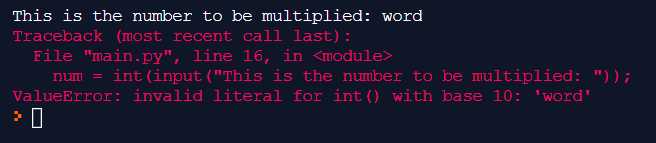 This is the number to be multiplied: word
Traceback (most recent call last):
  File "main.py", line 16, in <module>
    num = int(input("This is the number to be multiplied: "));
ValueError: invalid literal for int() with base 10: 'word'
>